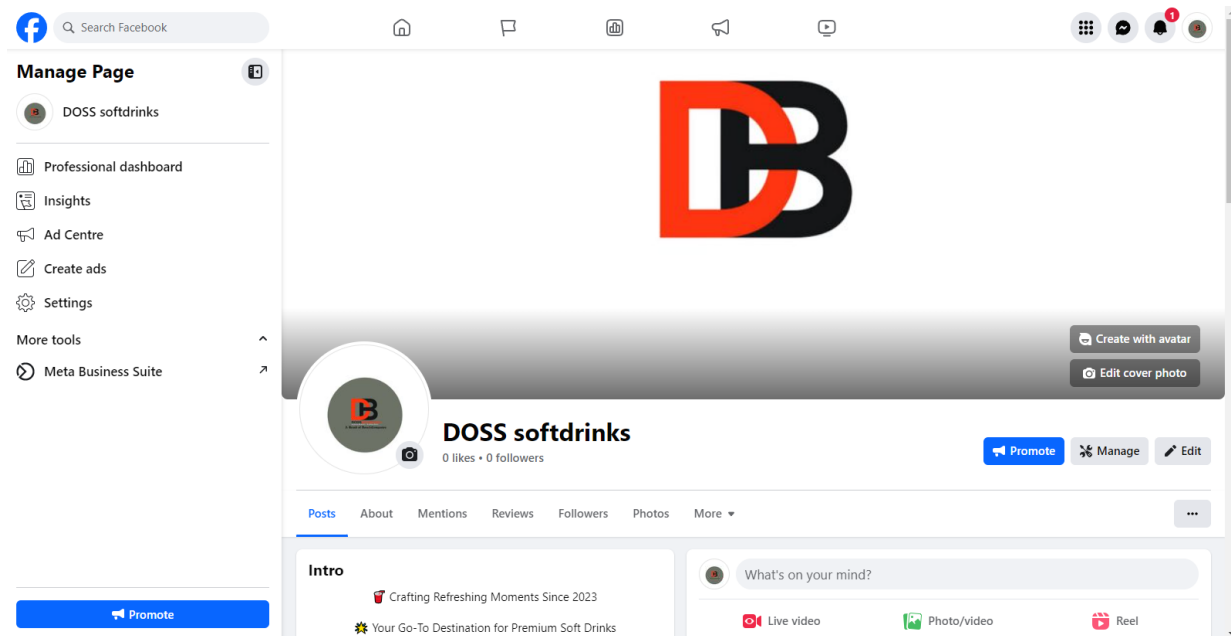 Search Facebook
1
Manage Page
DOSS softdrinks
Professional dashboard
Insights
Ad Centre
Create ads
Settings
More tools
Meta Business Suite
Promote
DB
Create with avatar
Edit cover photo
DB
DOSS softdrinks
0 likes • 0 followers
Promote
Manage
Edit
Posts About Mentions Reviews Followers Photos More
Intro
🥤 Crafting Refreshing Moments Since 2023
🌟 Your Go-To Destination for Premium Soft Drinks
What's on your mind?
Live video
Photo/video
Reel